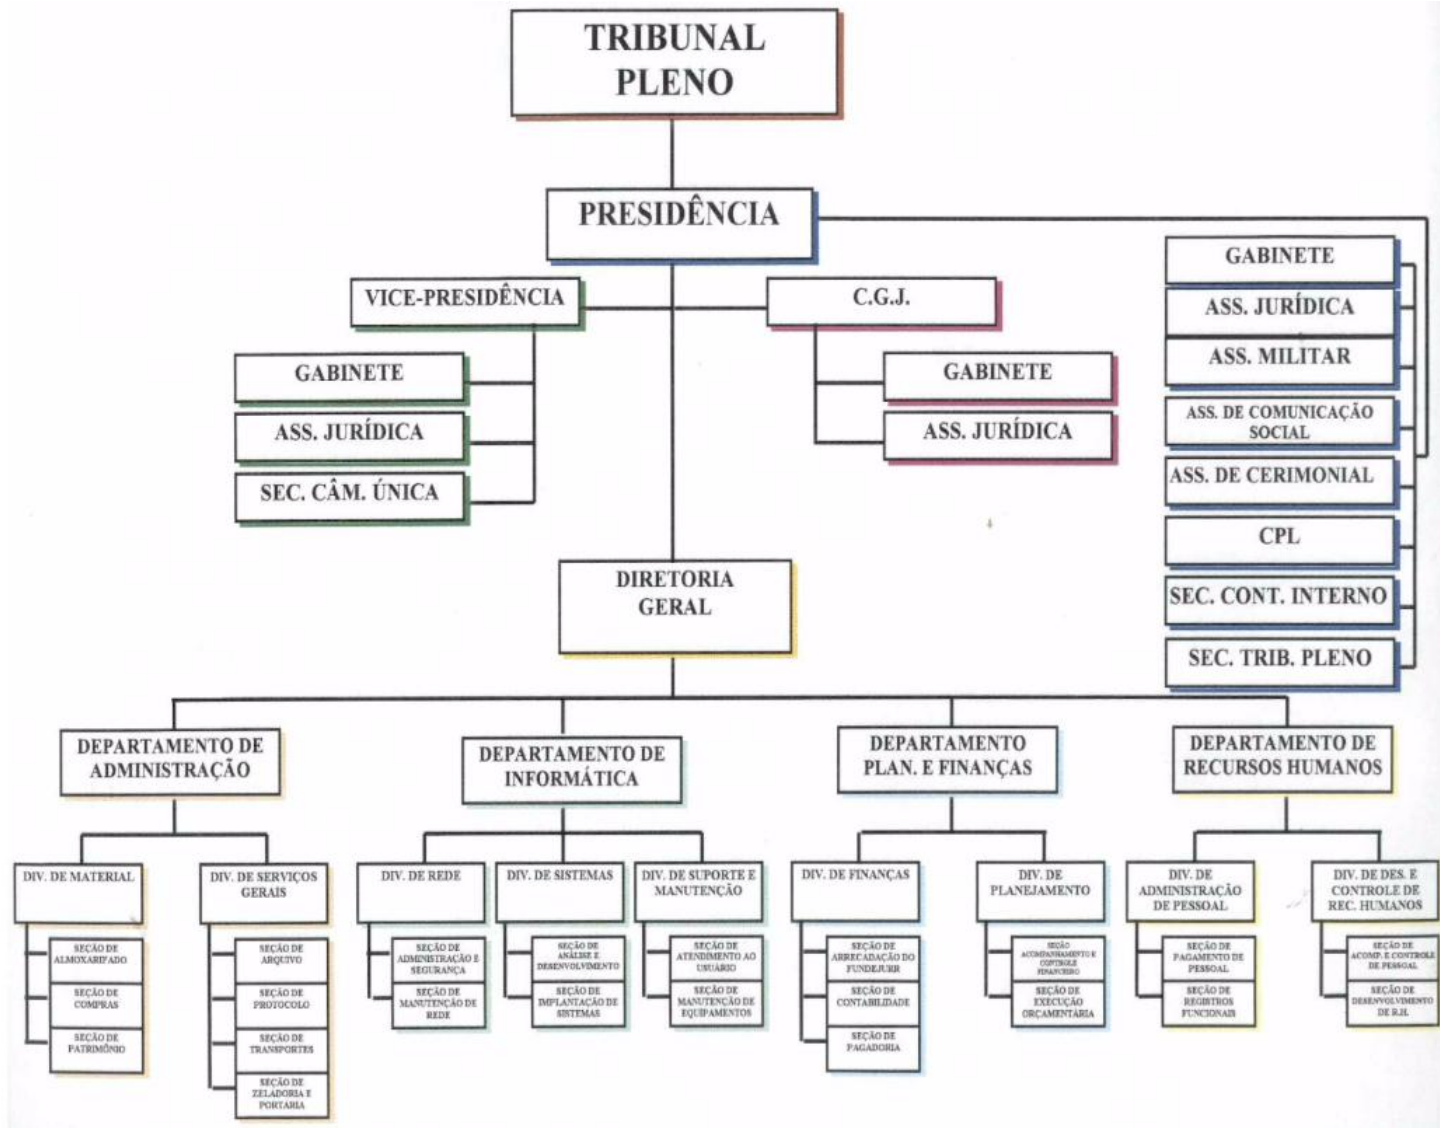 TRIBUNAL
PLENO
PRESIDÊNCIA
VICE-PRESIDÊNCIA
C.G.J.
GABINETE
ASS. JURÍDICA
SEC. CÂM. ÚNICA
GABINETE
ASS. JURÍDICA
GABINETE
ASS. JURÍDICA
ASS. MILITAR
ASS. DE COMUNICAÇÃO
SOCIAL
ASS. DE CERIMONIAL
CPL
SEC. CONT. INTERNO
SEC. TRIB. PLENO
DIRETORIA
GERAL
DEPARTAMENTO DE
ADMINISTRAÇÃO
DEPARTAMENTO DE
INFORMÁTICA
DEPARTAMENTO
PLAN. E FINANÇAS
DEPARTAMENTO DE
RECURSOS HUMANOS
DIV. DE MATERIAL
SEÇÃO DE
ALMOXARIFADO
SEÇÃO DE
COMPRAS
SEÇÃO DE
PATRIMÔNIO
DIV. DE SERVIÇOS
GERAIS
SEÇÃO DE
ARQUIVO
SEÇÃO DE
PROTOCOLO
SEÇÃO DE
TRANSPORTES
SEÇÃO DE
ZELADORIA E
PORTARIA
DIV. DE REDE
SEÇÃO DE
ADMINISTRAÇÃO E
SEGURANÇA
SEÇÃO DE
MANUTENÇÃO DE
REDE
DIV. DE SISTEMAS
SEÇÃO DE
ANÁLISE E
DESENVOLVIMENTO
SEÇÃO DE
IMPLANTAÇÃO DE
SISTEMAS
DIV. DE SUPORTE E
MANUTENÇÃO
SEÇÃO DE
ATENDIMENTO AO
USUÁRIO
SEÇÃO DE
MANUTENÇÃO DE
EQUIPAMENTOS
DIV. DE FINANÇAS
SEÇÃO DE
ARRECADAÇÃO DO
FUNDEJURR
SEÇÃO DE
CONTABILIDADE
SEÇÃO DE
PAGADORIA
DIV. DE
PLANEJAMENTO
SEÇÃO
ACOMPANHAMENTO E
CONTROLE
FINANCEIRO
SEÇÃO DE
EXECUÇÃO
ORÇAMENTÁRIA
DIV. DE
ADMINISTRAÇÃO
DE PESSOAL
SEÇÃO DE
PAGAMENTO DE
PESSOAL
SEÇÃO DE
REGISTROS
FUNCIONAIS
DIV. DE DES. E
CONTROLE DE
REC. HUMANOS
SEÇÃO DE
ACOMP. E CONTROLE
DE PESSOAL
SEÇÃO DE
DESENVOLVIMENTO
DE R.H.